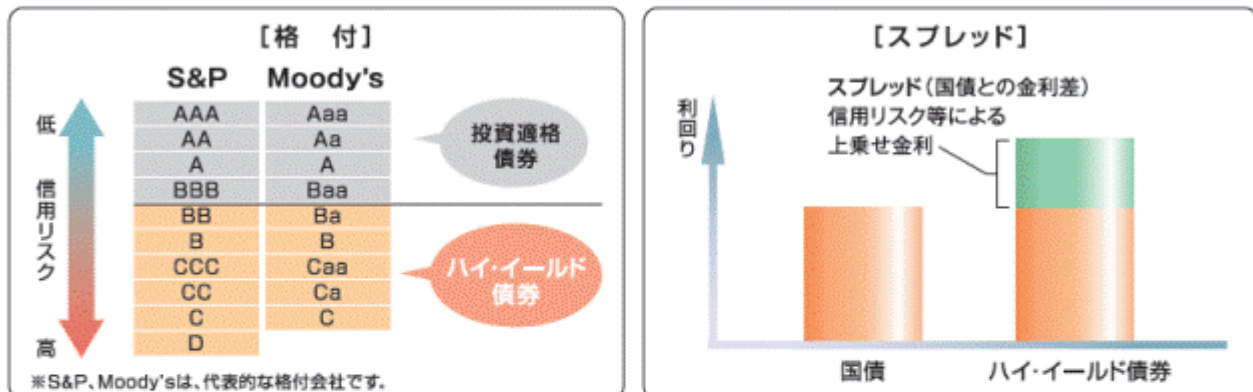 [格 付]
S&P Moody's
低
信用リスク
高
AAA Aaa
AA Aa
A A
BBB Baa
BB Ba
B B
CCC Caa
CC Ca
C C
D
投資適格
債券
ハイ・イールド
債券
※S&P、Moody'sは、代表的な格付会社です。
[スプレッド]
利回り
スプレッド(国債との金利差)
信用リスク等による
上乗せ金利
国債
ハイ・イールド債券